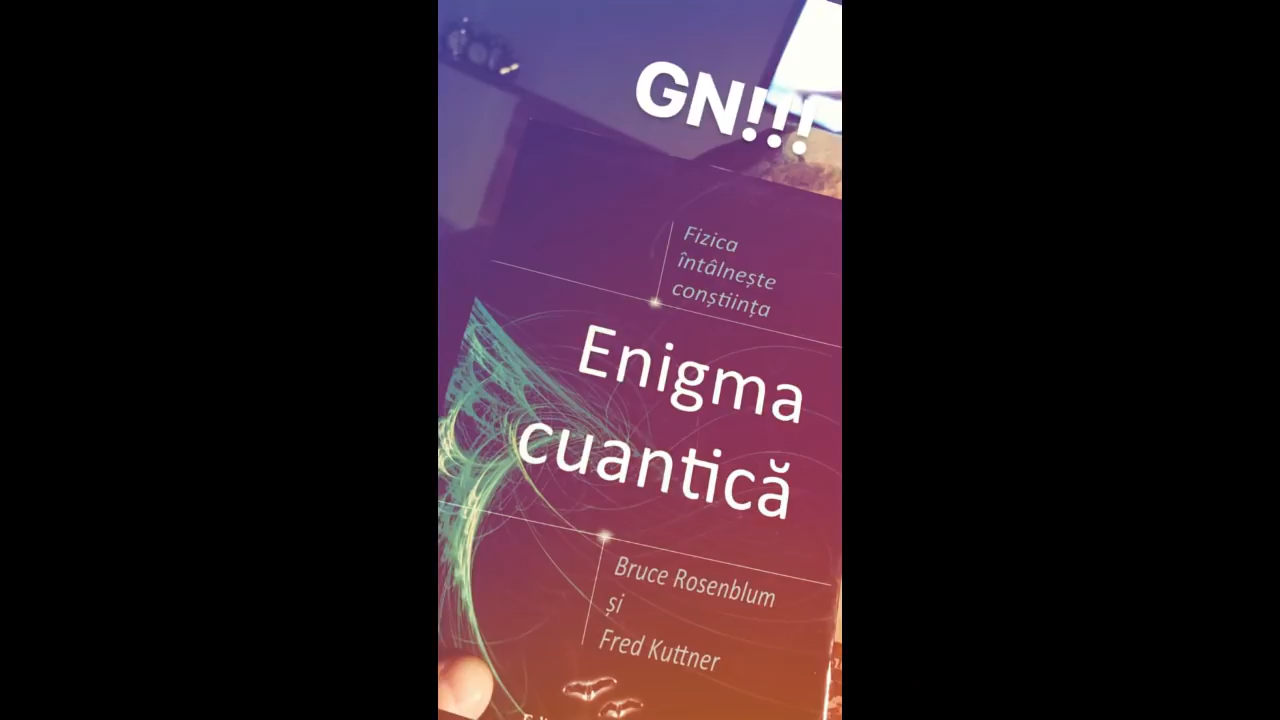 GN!!!
Fizica
întâlnește
conștiința
Enigma
cuantică
Bruce Rosenblum
și
Fred Kuttner